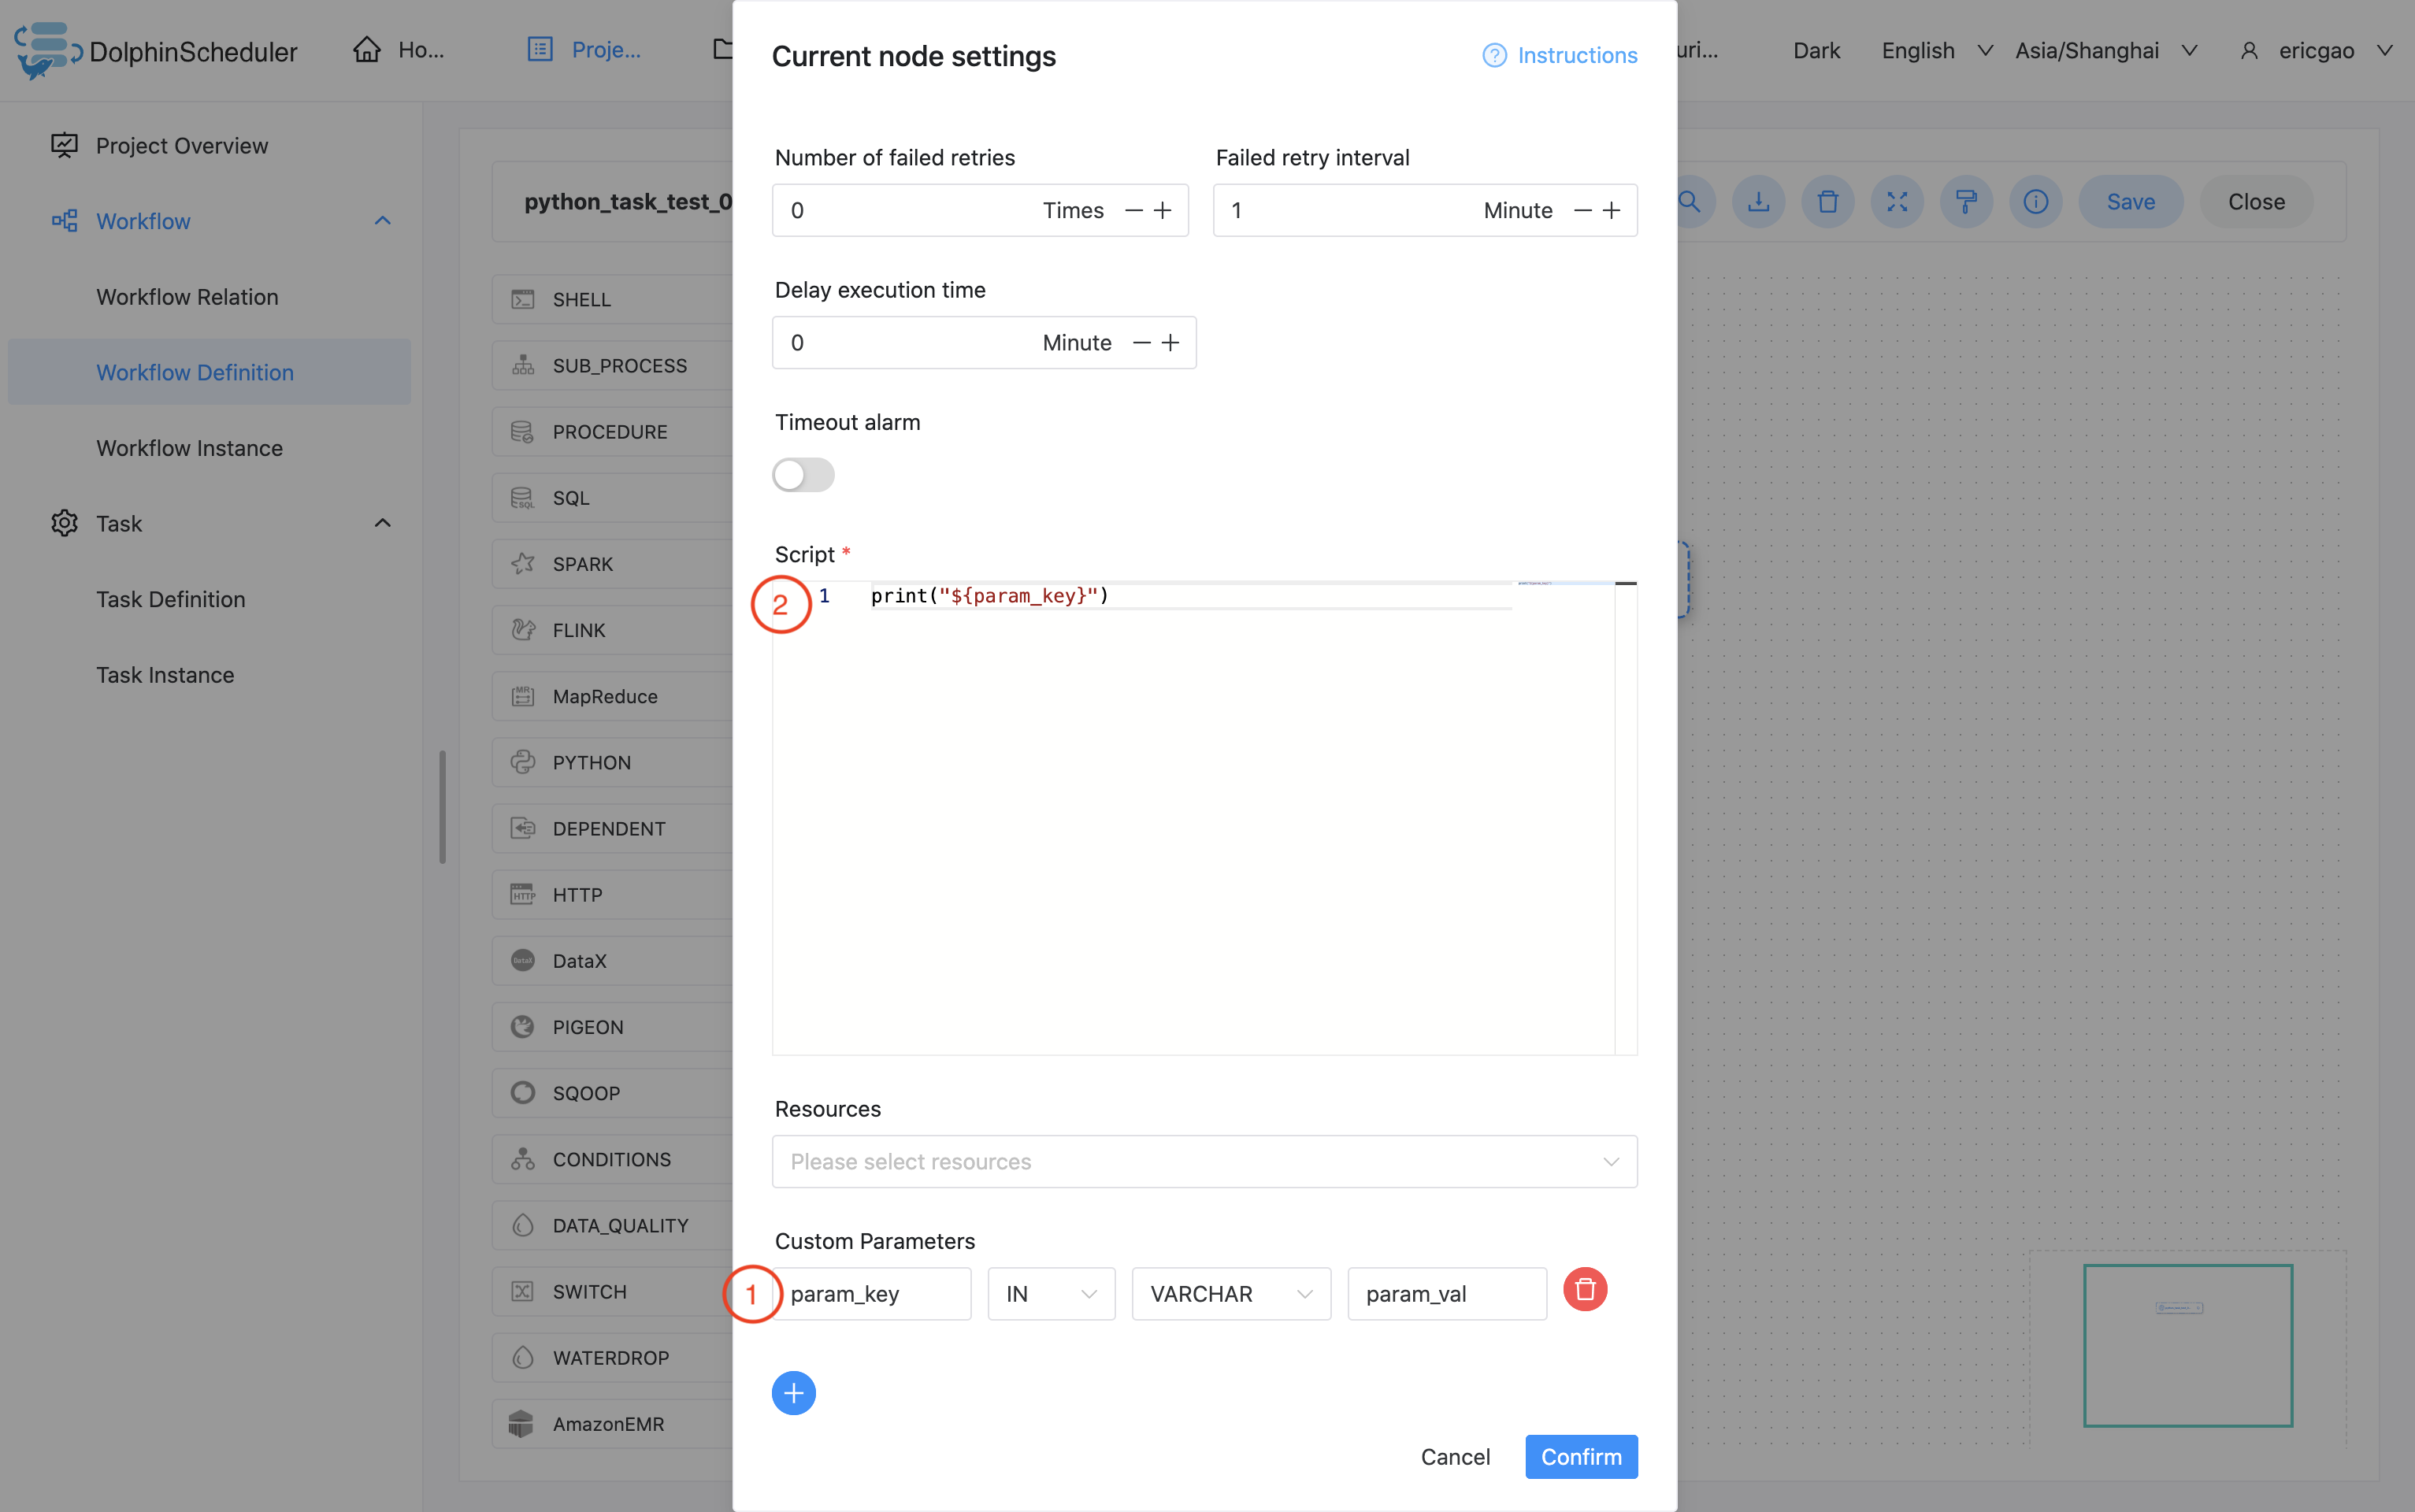 DolphinScheduler
Ho...
Proje...
uri...
Dark
English
Asia/Shanghai
ericgao
Project Overview
Workflow
Workflow Relation
Workflow Definition
Workflow Instance
Task
Task Definition
Task Instance
python_task_test_0
Save
Close
SHELL
SUB_PROCESS
PROCEDURE
SQL
SQL
SPARK
FLINK
MR
MapReduce
PYTHON
DEPENDENT
HTTP
HTTP
DataX
DataX
PIGEON
SQOOP
CONDITIONS
DATA_QUALITY
SWITCH
WATERDROP
AmazonEMR
Current node settings
? Instructions
Number of failed retries
Failed retry interval
0 Times
1 Minute
Delay execution time
0 Minute
Timeout alarm
Script *
2
1 print("${param_key}")
Resources
Please select resources
Custom Parameters
1
param_key IN VARCHAR param_val
Cancel
Confirm